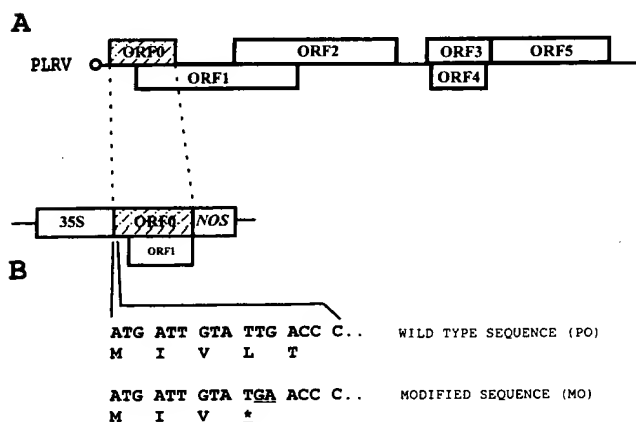 A
PLRV
ORF0
ORF2
ORF3
ORF5
ORF1
ORF4
35S
ORF0
NOS
ORF1
B
ATG ATT GTA TTG ACC C.. WILD TYPE SEQUENCE (PO)
M I V L T
ATG ATT GTA TGA ACC C.. MODIFIED SEQUENCE (MO)
M I V *